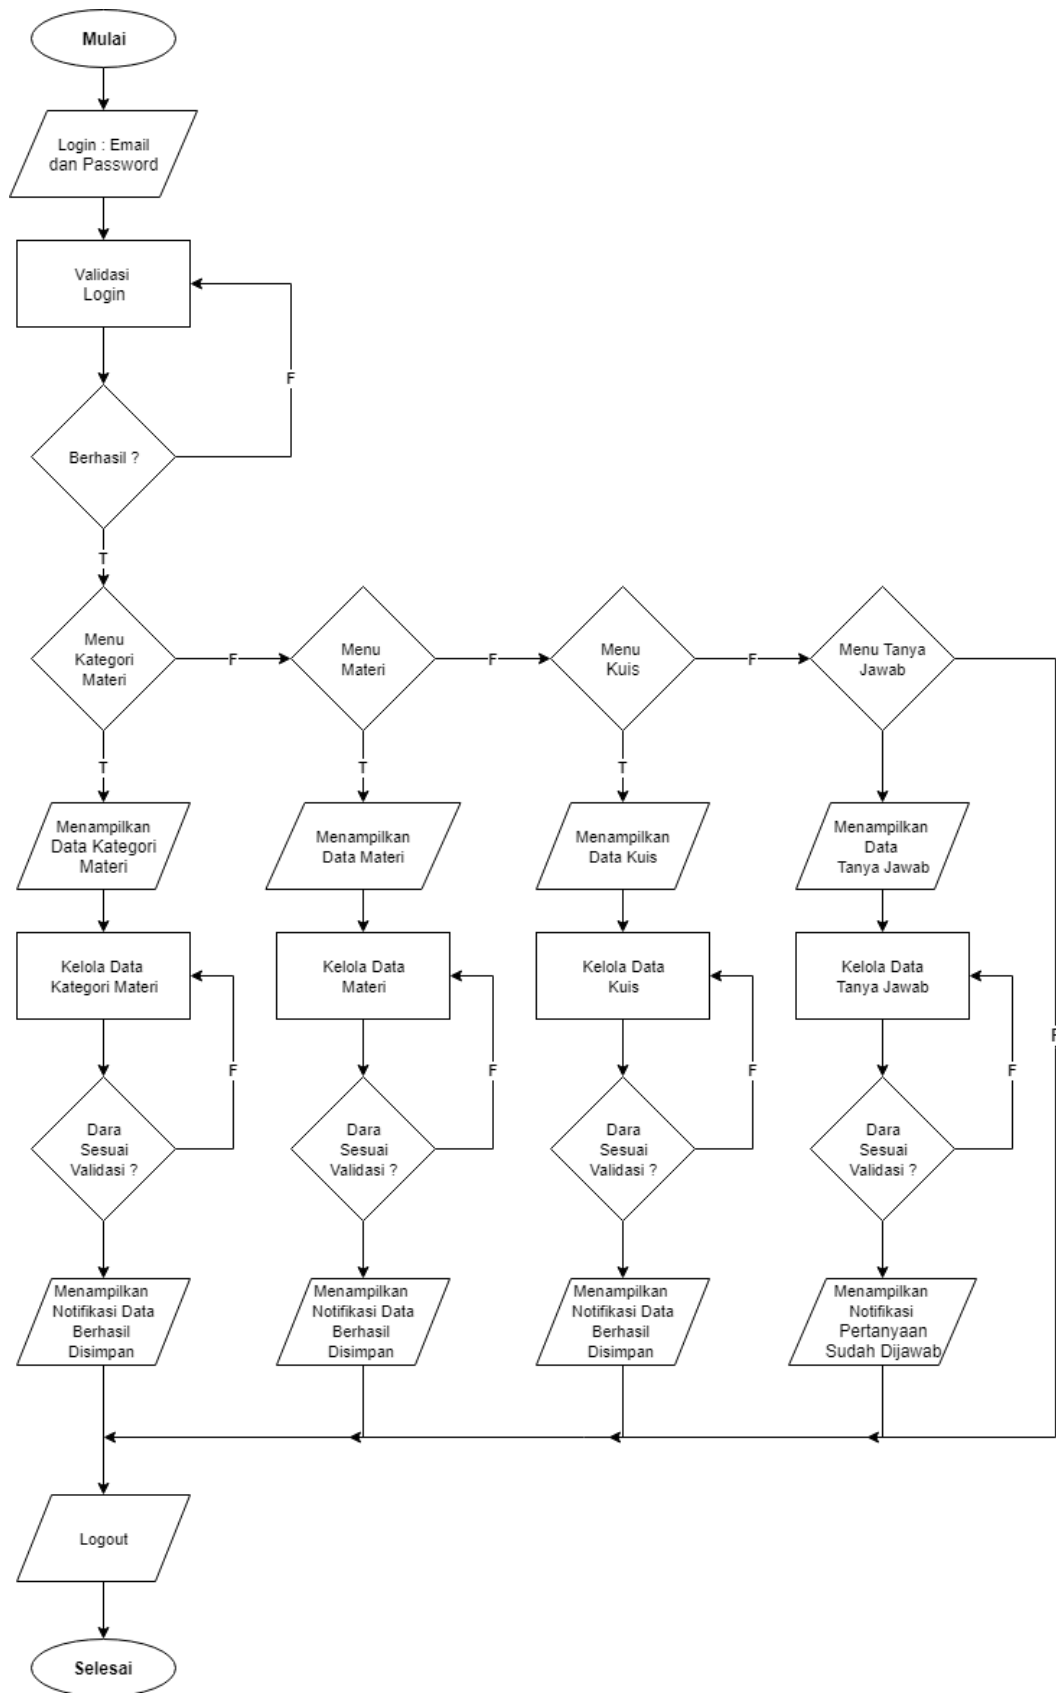 Mulai
Login : Email
dan Password
Validasi
Login
F
Berhasil ?
T
Menu
Kategori
Materi
F
Menu
Materi
F
Menu
Kuis
F
Menu Tanya
Jawab
T
T
T
Menampilkan
Data Kategori
Materi
Menampilkan
Data Materi
Menampilkan
Data Kuis
Menampilkan
Data
Tanya Jawab
Kelola Data
Kategori Materi
Kelola Data
Materi
Kelola Data
Kuis
Kelola Data
Tanya Jawab
F
F
F
F
F
Dara
Sesuai
Validasi ?
Dara
Sesuai
Validasi ?
Dara
Sesuai
Validasi ?
Dara
Sesuai
Validasi ?
Menampilkan
Notifikasi Data
Berhasil
Disimpan
Menampilkan
Notifikasi Data
Berhasil
Disimpan
Menampilkan
Notifikasi Data
Berhasil
Disimpan
Menampilkan
Notifikasi
Pertanyaan
Sudah Dijawab
Logout
Selesai